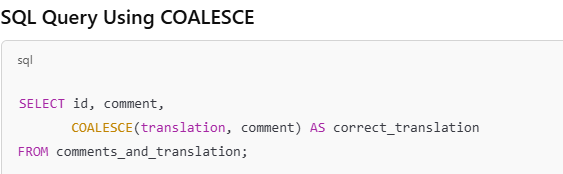 SQL Query Using COALESCE
sql
SELECT id, comment,
COALESCE(translation, comment) AS correct_translation
FROM comments_and_translation;